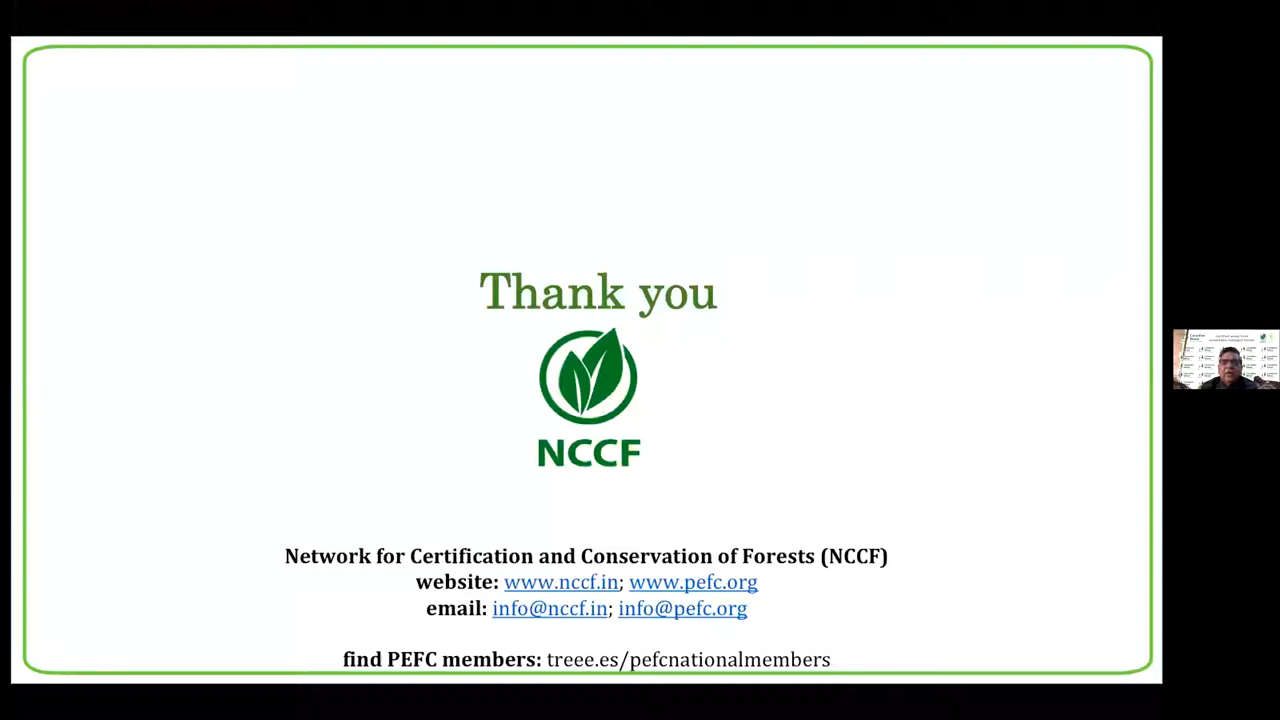 Thank you
NCCF
Network for Certification and Conservation of Forests (NCCF)
website: www.nccf.in; www.pefc.org
email: info@nccf.in; info@pefc.org
find PEFC members: treee.es/pefcnationalmembers